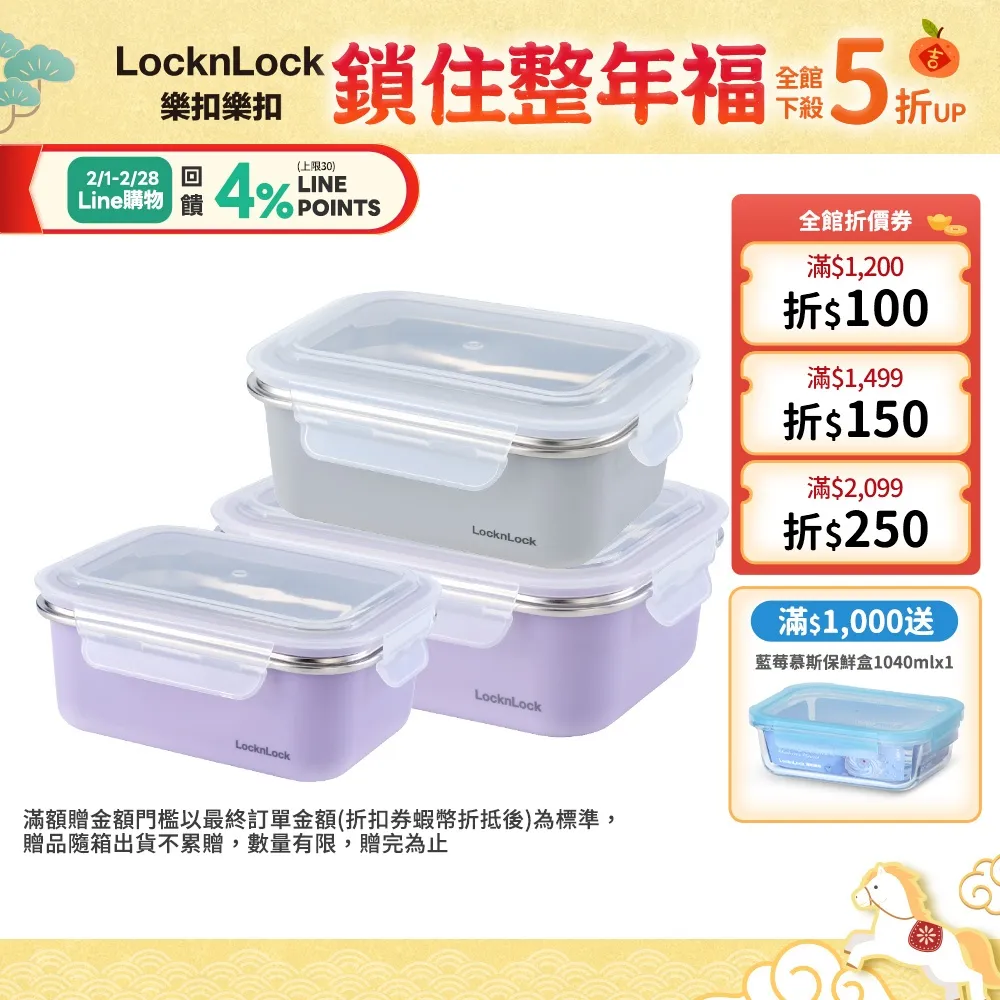 LocknLock
樂扣樂扣
鎖住整年福
全館
下殺
5折UP
吉
2/1-2/28
Line購物
回
饋
4%
(上限30)
LINE
POINTS
全館折價券
滿$1,200
折$100
滿$1,499
折$150
滿$2,099
折$250
滿$1,000送
藍莓慕斯保鮮盒1040mlx1
LocknLock
LocknLock
LocknLock
LocknLock
滿額贈金額門檻以最終訂單金額(折扣券蝦幣折抵後)為標準，
贈品隨箱出貨不累贈，數量有限，贈完為止